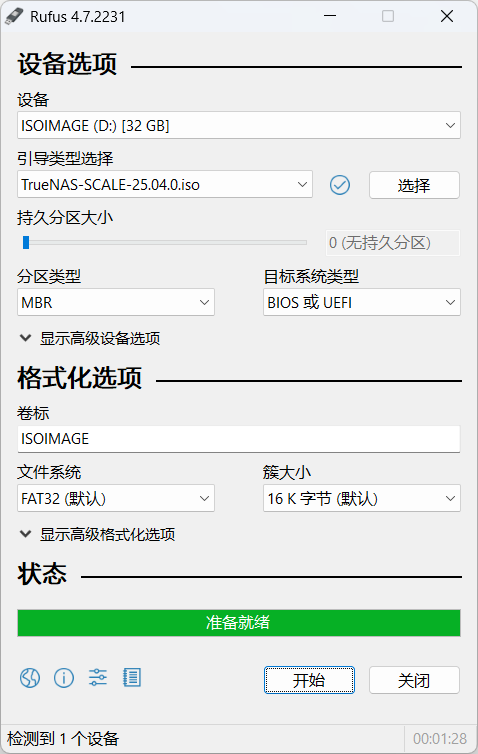 Rufus 4.7.2231
设备选项
设备
ISOIMAGE (D:) [32 GB]
引导类型选择
TrueNAS-SCALE-25.04.0.iso
选择
持久分区大小
0 (无持久分区)
分区类型
目标系统类型
MBR
BIOS 或 UEFI
显示高级设备选项
格式化选项
卷标
ISOIMAGE
文件系统
簇大小
FAT32 (默认)
16 K 字节 (默认)
显示高级格式化选项
状态
准备就绪
开始
关闭
检测到 1 个设备
00:01:28